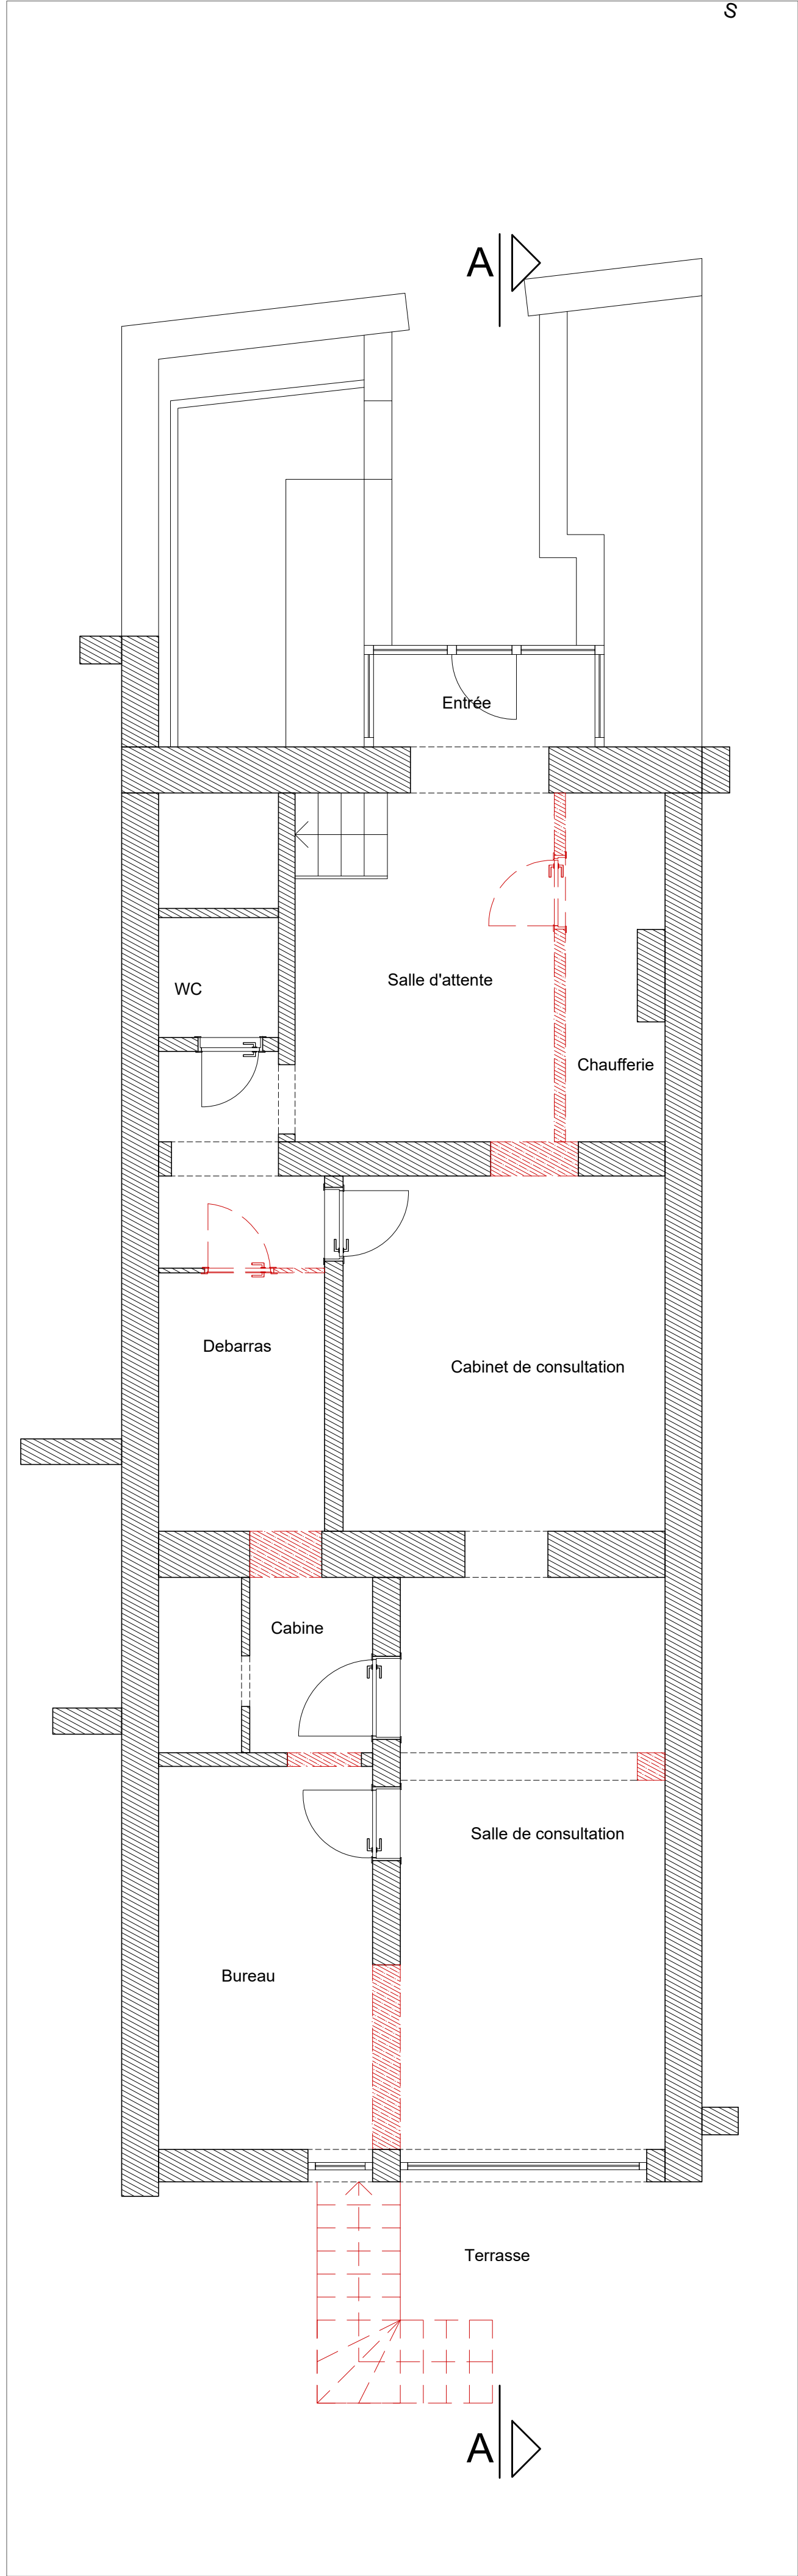 S
A
Entrée
Salle d'attente
WC
Chaufferie
Debarras
Cabinet de consultation
Cabine
Salle de consultation
Bureau
Terrasse
A